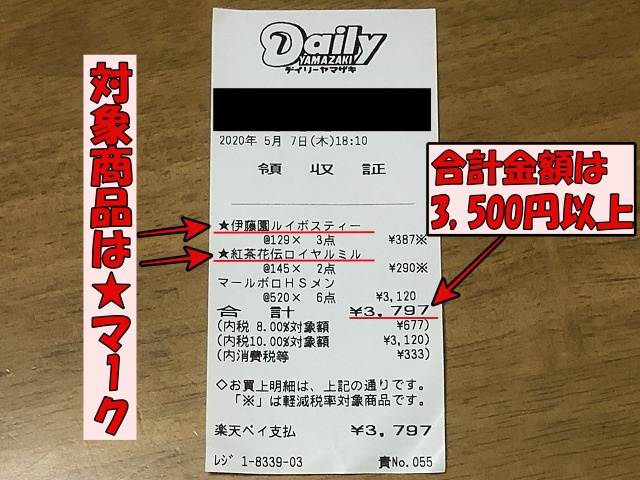 Daily
YAMAZAKI
デイリーヤマザキ
2020年 5月 7日(木)18:10
領収証
★伊藤園ルイボスティー
@129× 3点 ¥387※
★紅茶花伝ロイヤルミル
@145× 2点 ¥290※
マールボロHSメン
@520× 6点 ¥3,120
合計 ¥3,797
(内税 8.00%対象額 ¥677)
(内税10.00%対象額 ¥3,120)
(内消費税等 ¥333)
◇お買上明細は、上記の通りです。
「※」は軽減税率対象商品です。
楽天ペイ支払 ¥3,797
レジ 1-8339-03 責No.055
対象商品は★マーク
合計金額は
3,500円以上